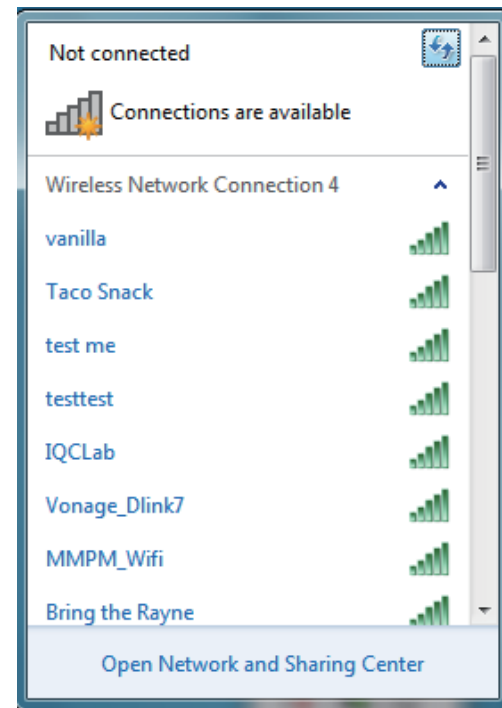 Not connected
Connections are available
Wireless Network Connection 4
vanilla
Taco Snack
test me
testtest
IQCLab
Vonage_Dlink7
MMPM_Wifi
Bring the Rayne
Open Network and Sharing Center